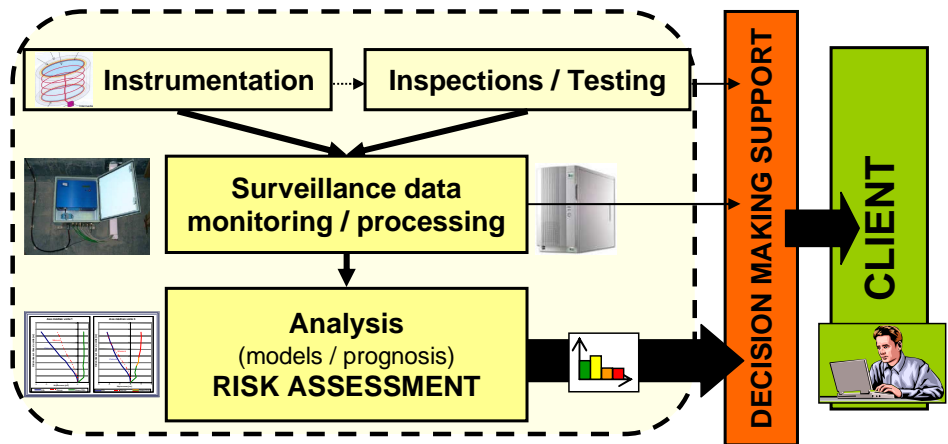 Instrumentation
Inspections / Testing
Surveillance data
monitoring / processing
Analysis
(models / prognosis)
RISK ASSESSMENT
DECISION MAKING SUPPORT
CLIENT